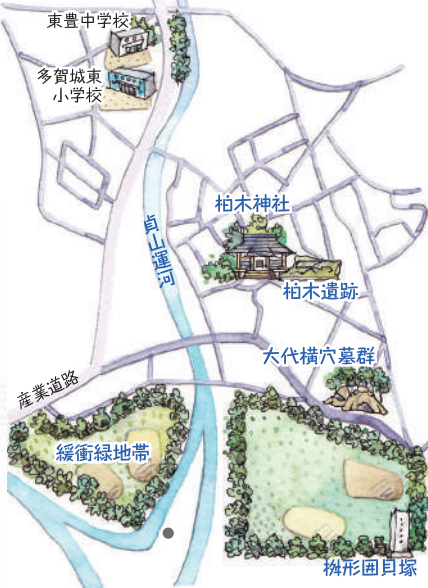 東豊中学校
多賀城東
小学校
柏木神社
貞山運河
柏木遺跡
大代横穴墓群
産業道路
緩衝緑地帯
桝形囲貝塚